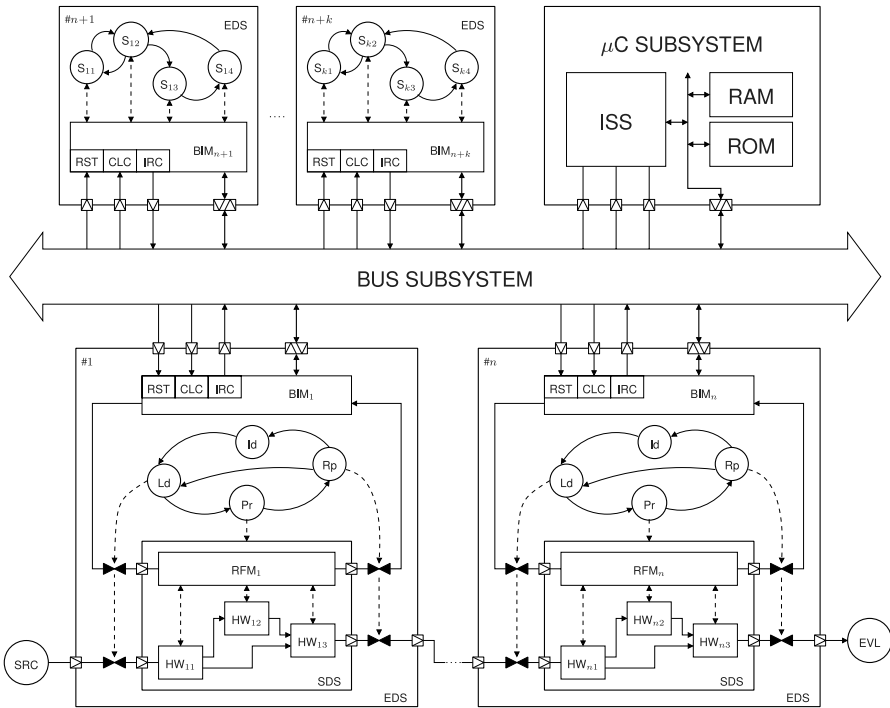 #n+1 EDS #n+k EDS
S12 Sk2
μC SUBSYSTEM
S11 S14 Sk1 Sk4
S13 Sk3
RAM
ISS
ROM
....
BIMn+1 BIMn+k
RST CLC IRC RST CLC IRC
BUS SUBSYSTEM
#1 #n
RST CLC IRC BIM1 RST CLC IRC BIMn
Id Id
Rp Rp
Ld Ld
Pr Pr
RFM1 RFMn
HW12 HWn2
HW13 HWn3
SRC HW11 .... HWn1 EVL
SDS SDS
EDS EDS